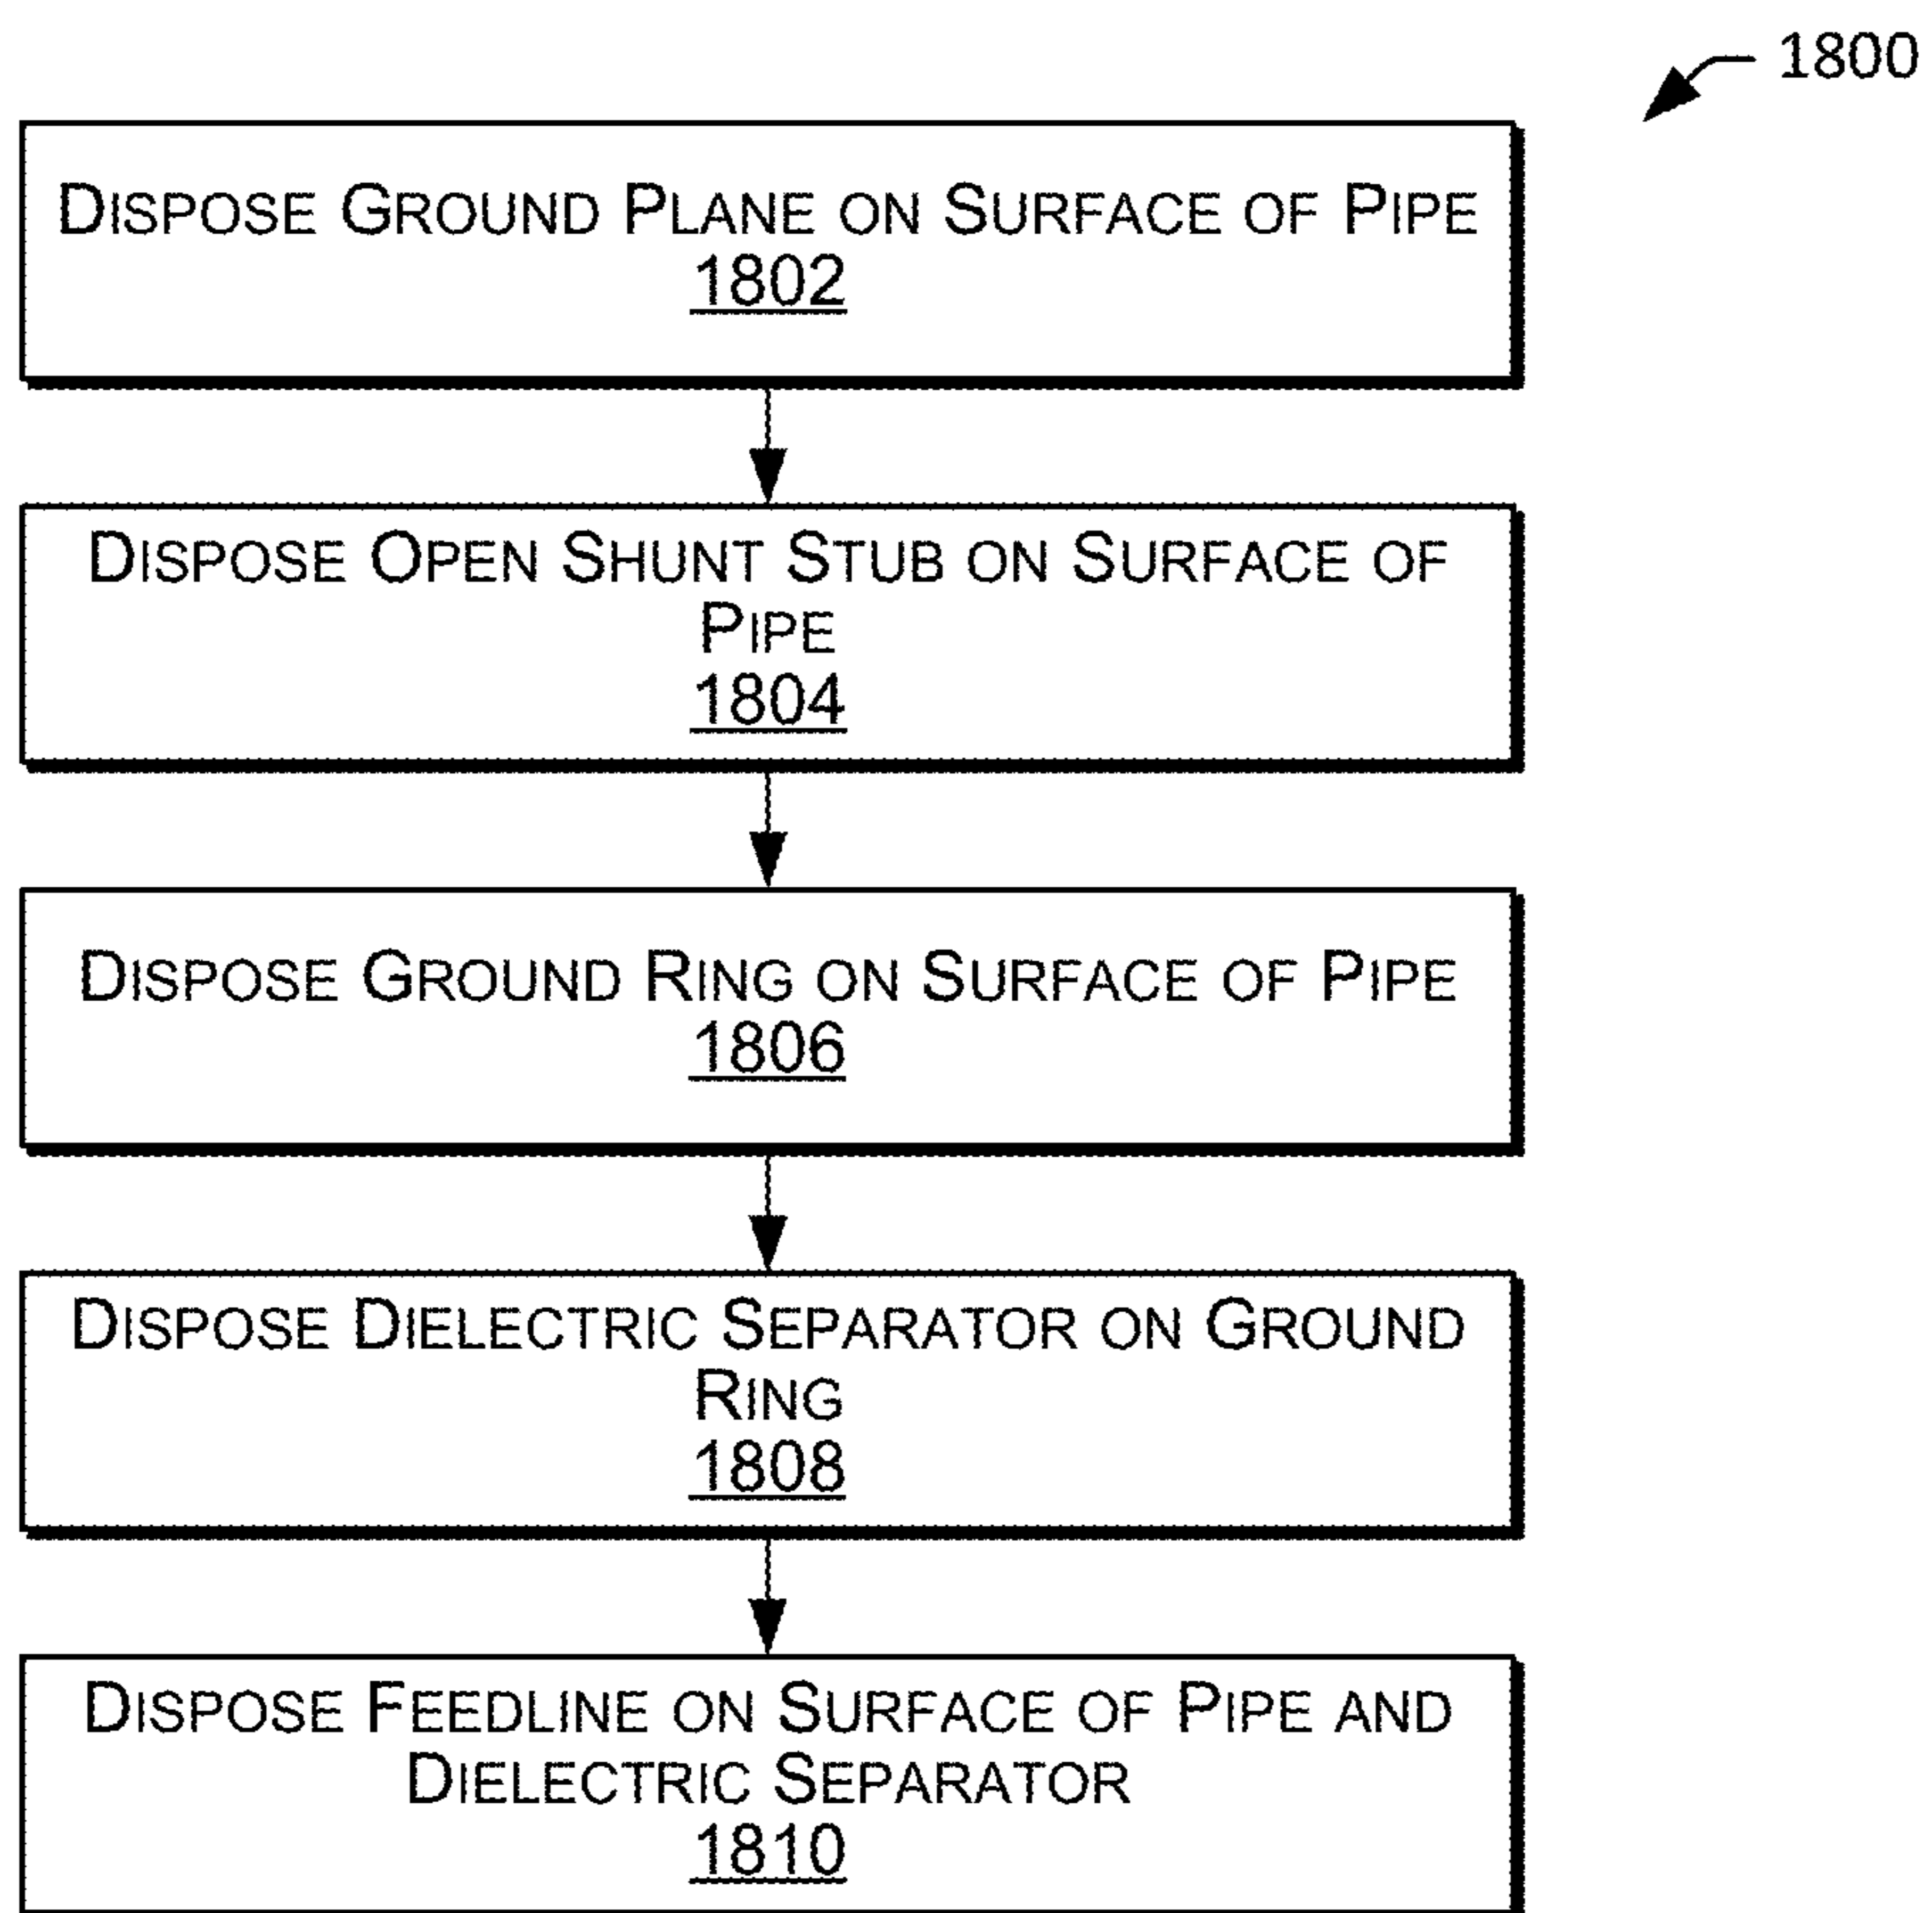 1800
DISPOSE GROUND PLANE ON SURFACE OF PIPE
1802
DISPOSE OPEN SHUNT STUB ON SURFACE OF
PIPE
1804
DISPOSE GROUND RING ON SURFACE OF PIPE
1806
DISPOSE DIELECTRIC SEPARATOR ON GROUND
RING
1808
DISPOSE FEEDLINE ON SURFACE OF PIPE AND
DIELECTRIC SEPARATOR
1810